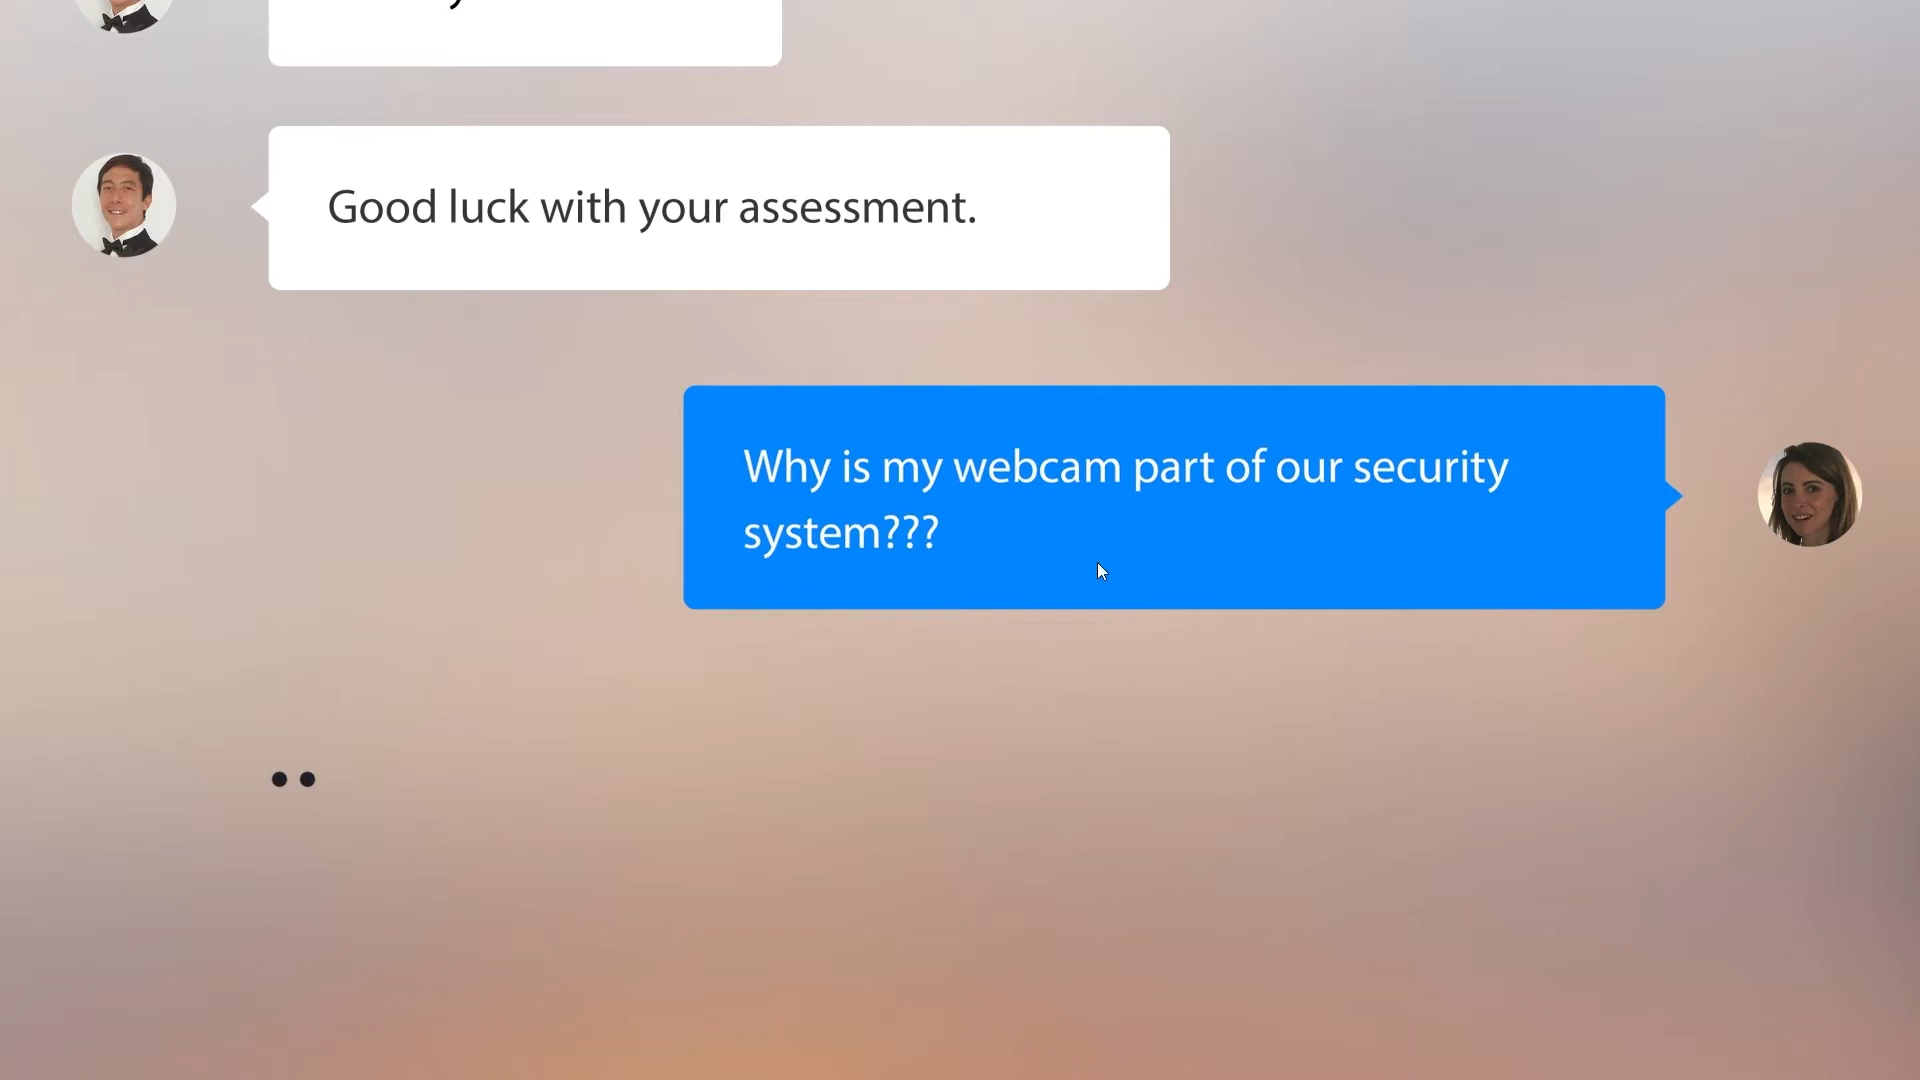 Good luck with your assessment.
Why is my webcam part of our security
system???